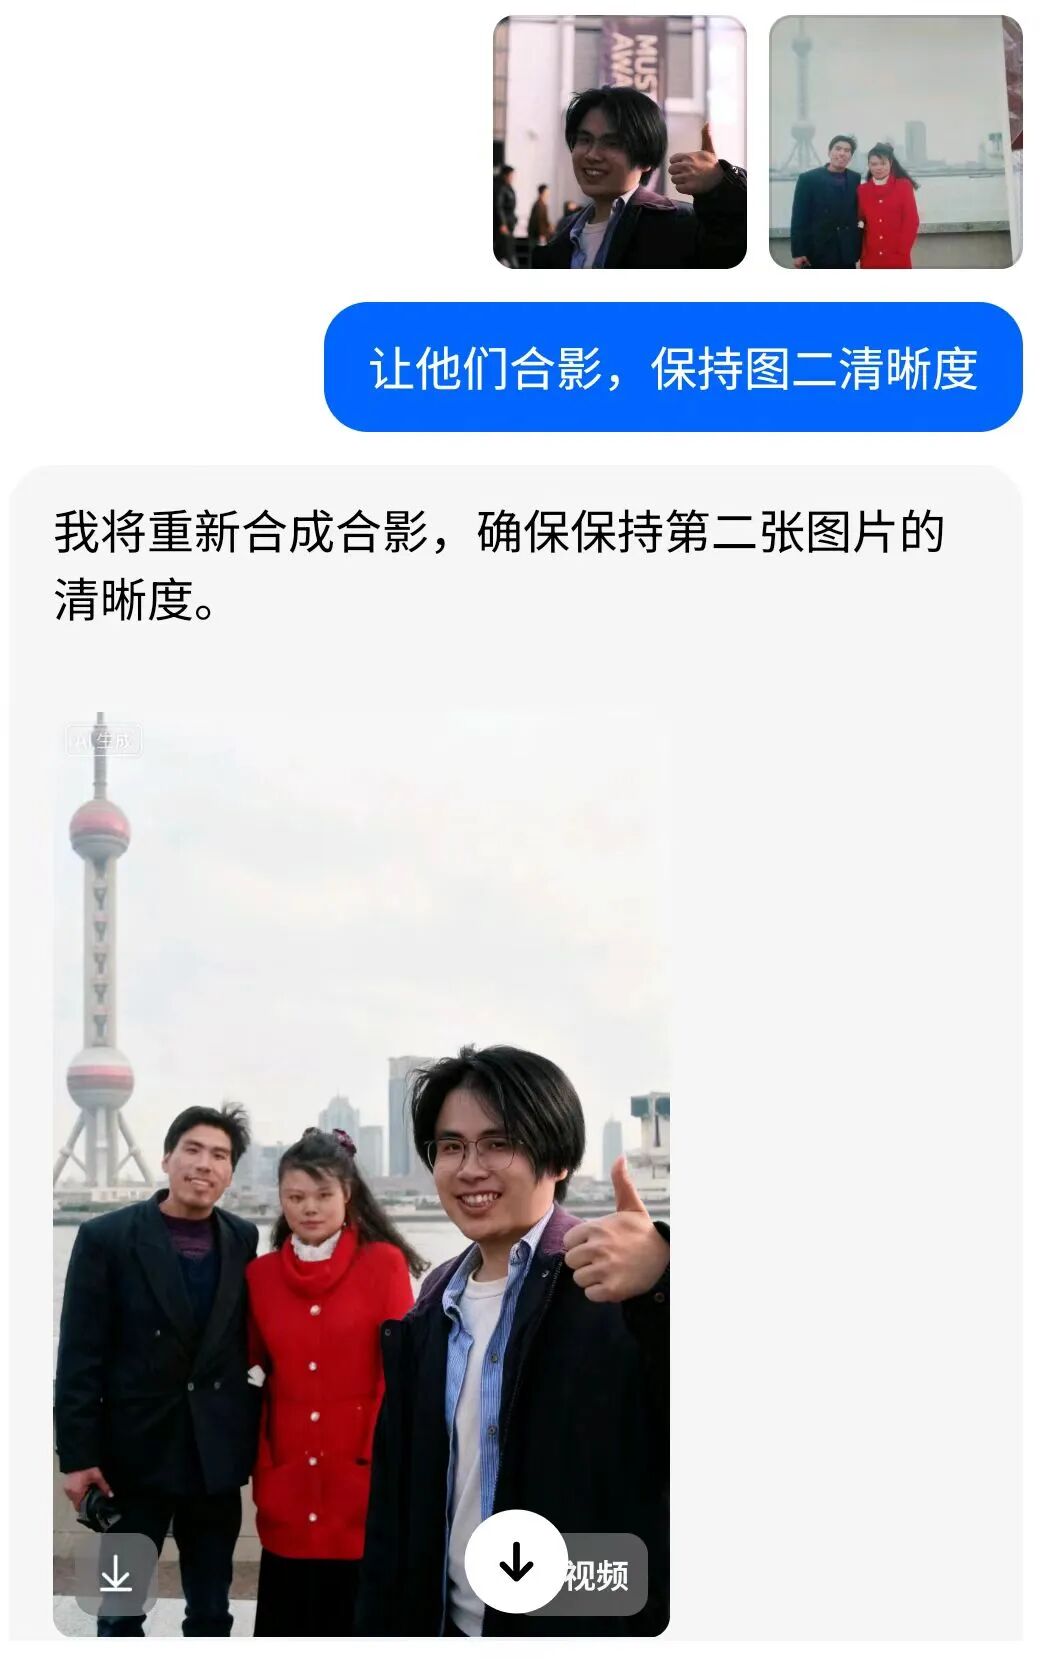 MUS
AWA
让他们合影，保持图二清晰度
我将重新合成合影，确保保持第二张图片的
清晰度。
AI生成
视频